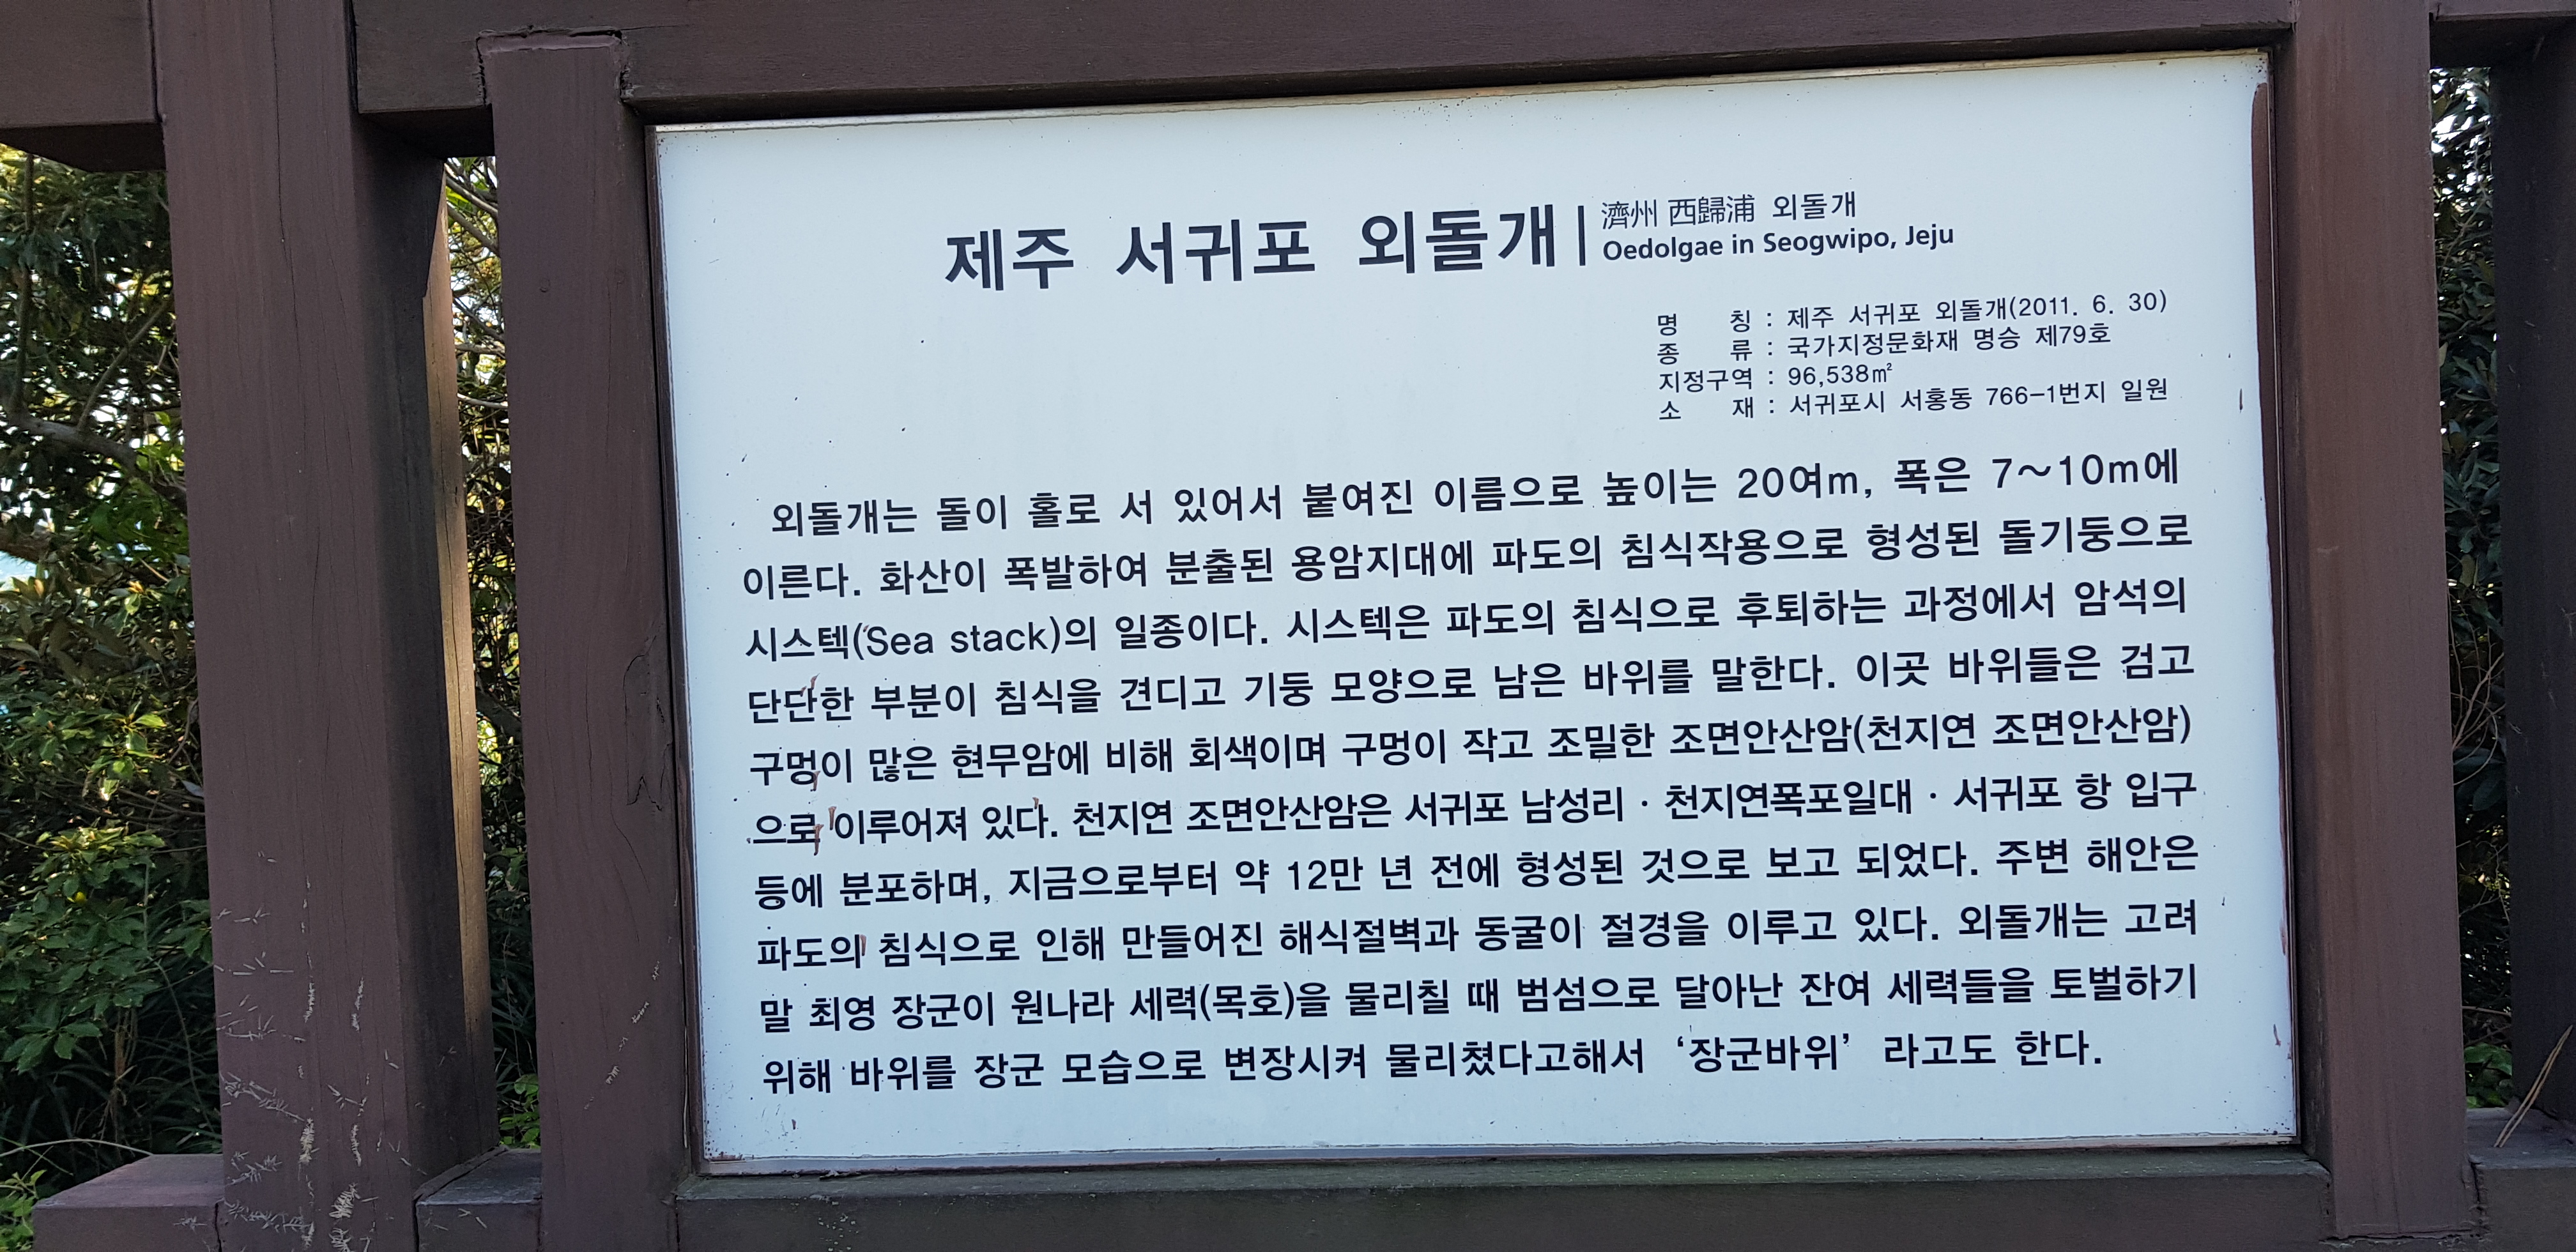 제주 서귀포 외돌개
濟州 西歸浦 외돌개
Oedolgae in Seogwipo, Jeju
명 칭 : 제주 서귀포 외돌개(2011. 6. 30)
종 류 : 국가지정문화재 명승 제79호
지정구역 : 96,538㎡
소 재 : 서귀포시 서홍동 766-1번지 일원
외돌개는 돌이 홀로 서 있어서 붙여진 이름으로 높이는 20여m, 폭은 7~10m에
이른다. 화산이 폭발하여 분출된 용암지대에 파도의 침식작용으로 형성된 돌기둥으로
시스텍(Sea stack)의 일종이다. 시스텍은 파도의 침식으로 후퇴하는 과정에서 암석의
단단한 부분이 침식을 견디고 기둥 모양으로 남은 바위를 말한다. 이곳 바위들은 검고
구멍이 많은 현무암에 비해 회색이며 구멍이 작고 조밀한 조면안산암(천지연 조면안산암)
으로 이루어져 있다. 천지연 조면안산암은 서귀포 남성리 · 천지연폭포일대 · 서귀포 항 입구
등에 분포하며, 지금으로부터 약 12만 년 전에 형성된 것으로 보고 되었다. 주변 해안은
파도의 침식으로 인해 만들어진 해식절벽과 동굴이 절경을 이루고 있다. 외돌개는 고려
말 최영 장군이 원나라 세력(목호)을 물리칠 때 범섬으로 달아난 잔여 세력들을 토벌하기
위해 바위를 장군 모습으로 변장시켜 물리쳤다고해서 ‘장군바위’ 라고도 한다.